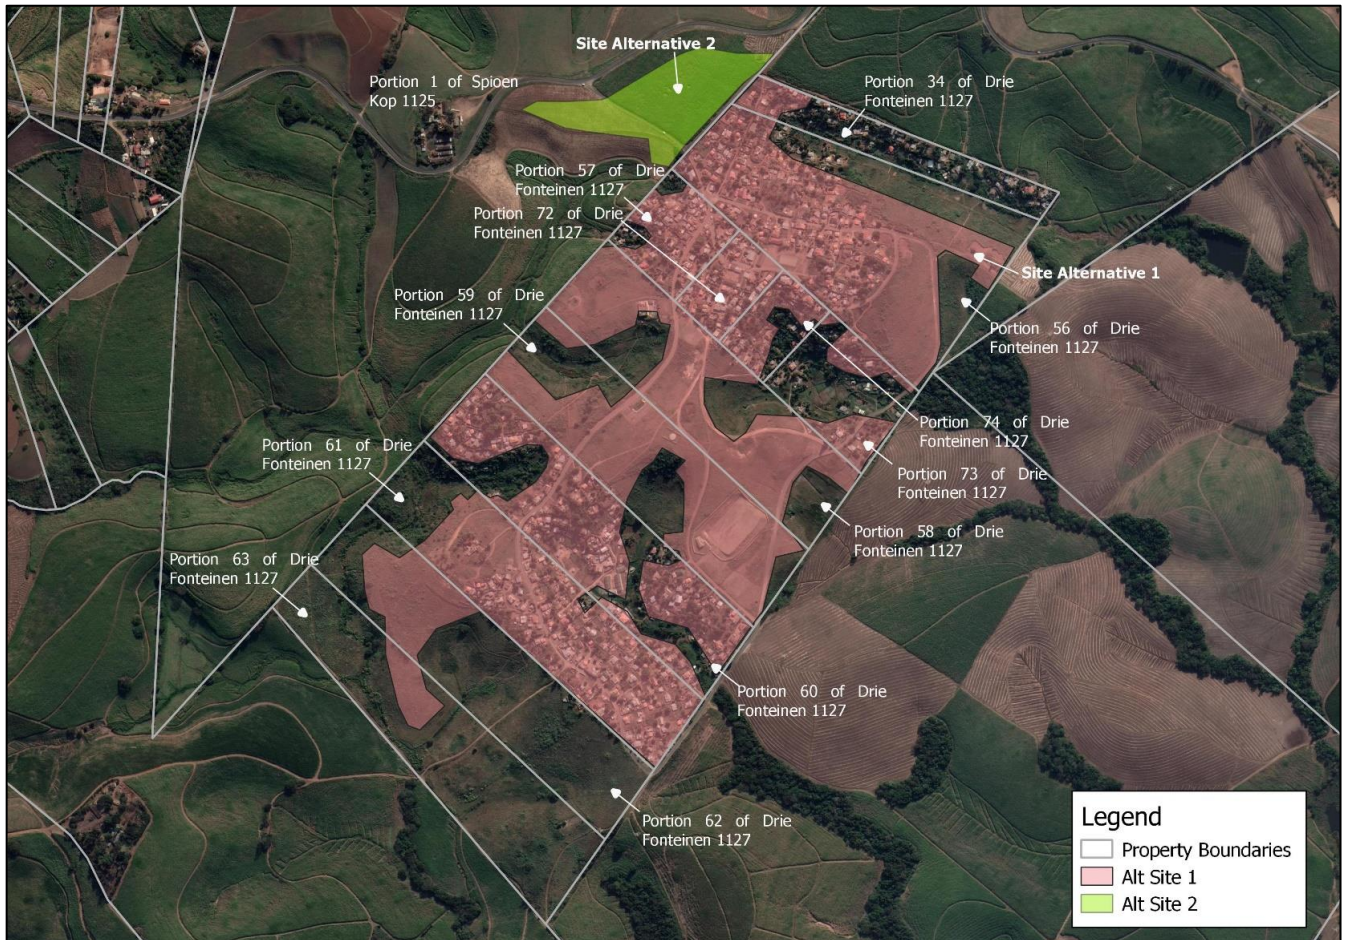 Site Alternative 2
Portion 1 of Spioen
Kop 1125
Portion 34 of Drie
Fonteinen 1127
Portion 57 of Drie
Fonteinen 1127
Portion 72 of Drie
Fonteinen 1127
Site Alternative 1
Portion 59 of Drie
Fonteinen 1127
Portion 56 of Drie
Fonteinen 1127
Portion 74 of Drie
Fonteinen 1127
Portion 61 of Drie
Fonteinen 1127
Portion 73 of Drie
Fonteinen 1127
Portion 58 of Drie
Fonteinen 1127
Portion 63 of Drie
Fonteinen 1127
Portion 60 of Drie
Fonteinen 1127
Portion 62 of Drie
Fonteinen 1127
Legend
Property Boundaries
Alt Site 1
Alt Site 2